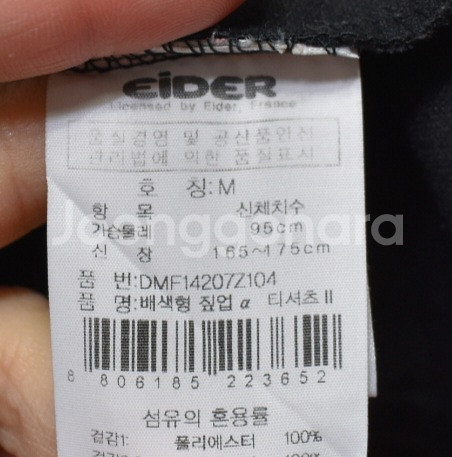 EiDER
Licensed by Eider, France
품질경영 및 공산품안전
관리법에 의한 품질표시
호 칭:M
항 목 신체치수
가슴둘레 95cm
신 장 165~175cm
Joonggonara
품 번:DMF14207Z104
품 명:배색형 짚업 α 티셔츠 II
8 806185 223652
섬유의 혼용률
겉감1: 폴리에스터 100%